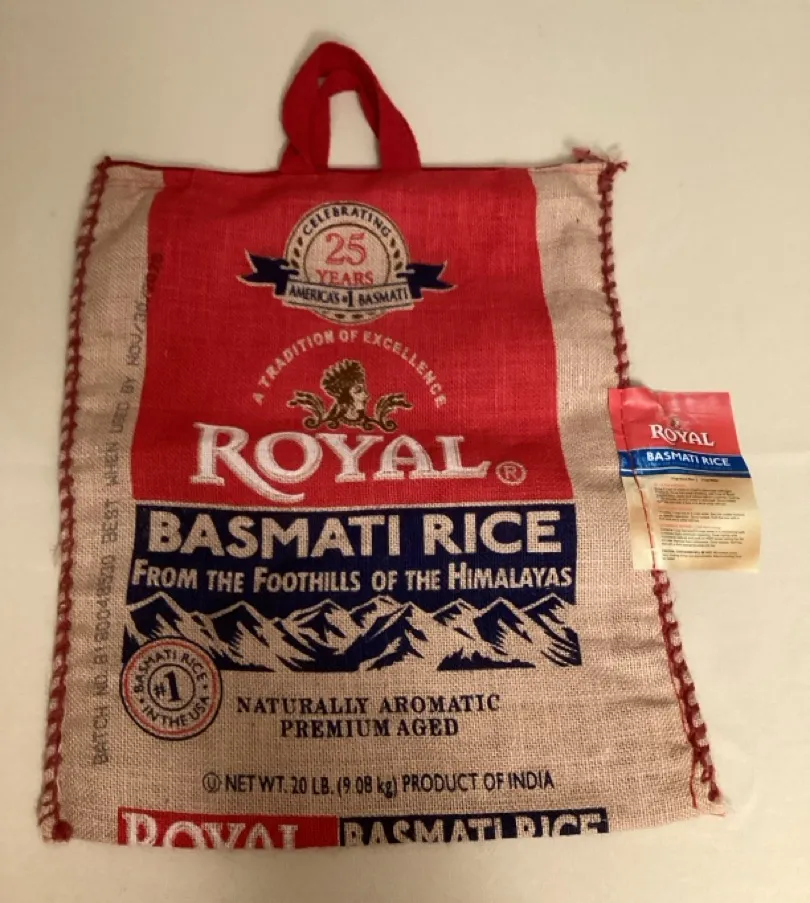 CELEBRATING
25
YEARS
AMERICA'S #1 BASMATI
A TRADITION OF EXCELLENCE
ROYAL ®
BASMATI RICE
FROM THE FOOTHILLS OF THE HIMALAYAS
BASMATI RICE
#1
IN THE USA
NATURALLY AROMATIC
PREMIUM AGED
Ⓤ NET WT. 20 LB. (9.08 kg) PRODUCT OF INDIA
ROYAL BASMATI RICE
BATCH NO. BEST WHEN USED BY NOV
ROYAL
BASMATI RICE